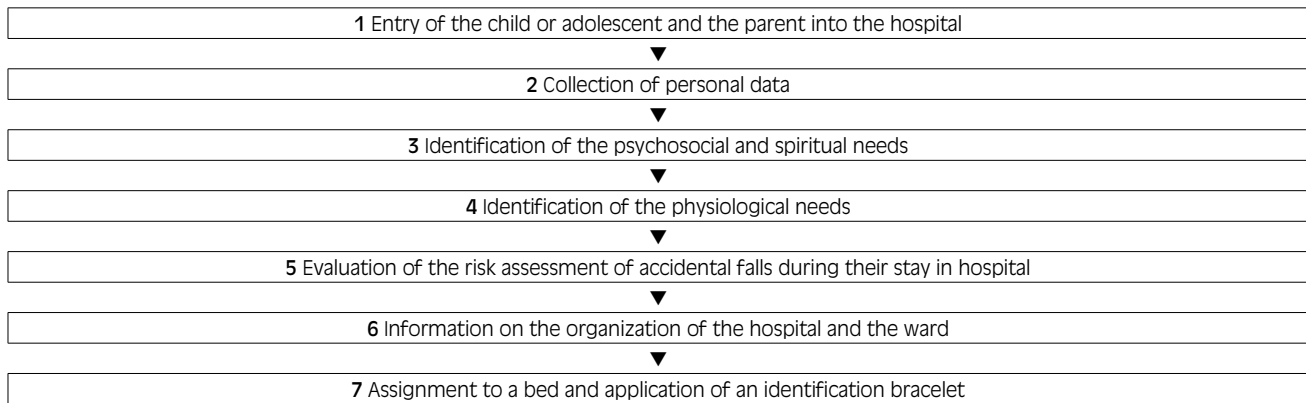 1 Entry of the child or adolescent and the parent into the hospital
▼
2 Collection of personal data
▼
3 Identification of the psychosocial and spiritual needs
▼
4 Identification of the physiological needs
▼
5 Evaluation of the risk assessment of accidental falls during their stay in hospital
▼
6 Information on the organization of the hospital and the ward
▼
7 Assignment to a bed and application of an identification bracelet